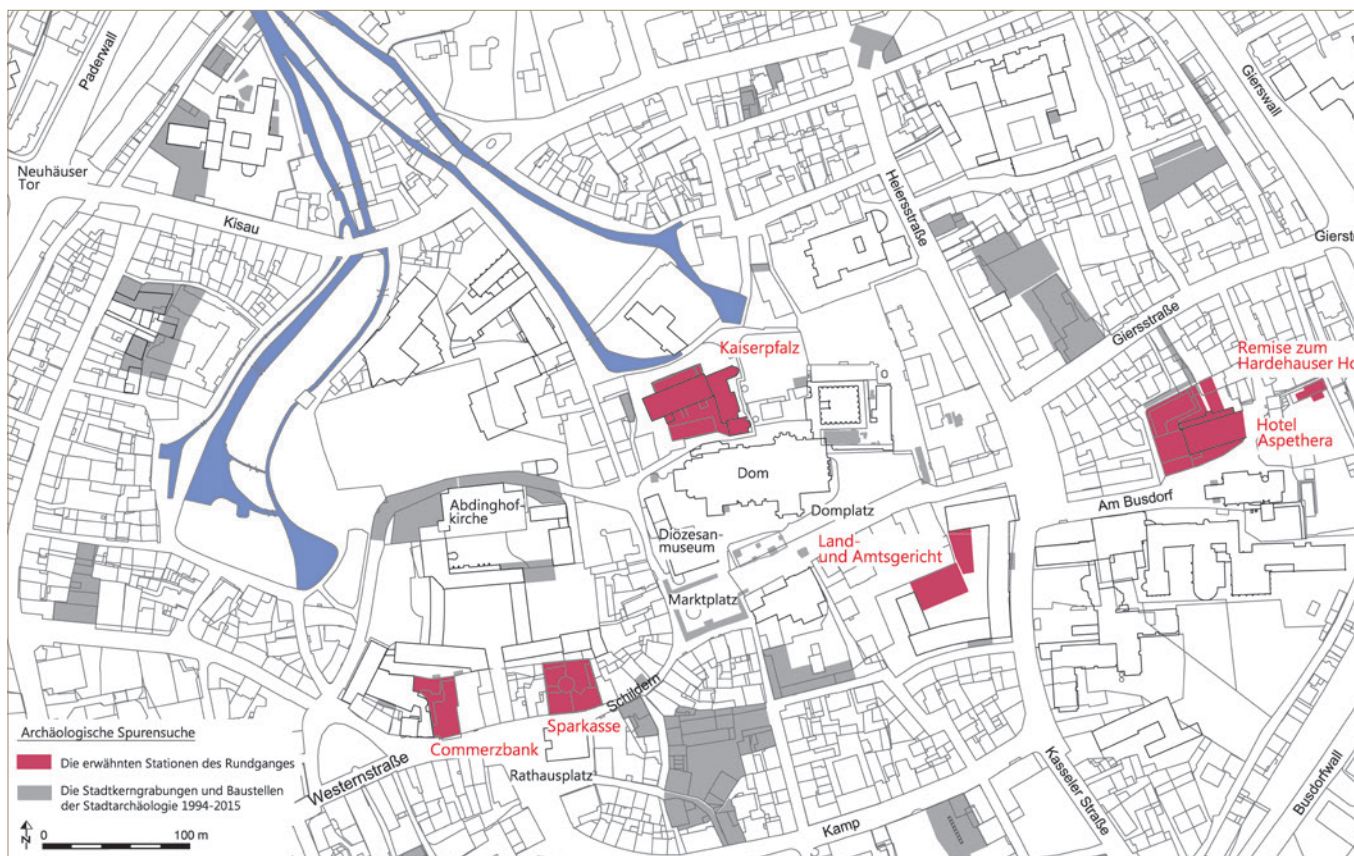 Paderwall
Gierswall
Neuhäuser
Tor
Kisau
Heiersstraße
Giersstraße
Kaiserpfalz
Remise zum
Hardehauser Ho
Hotel
Aspethera
Dom
Abdinghof-
kirche
Domplatz
Am Busdorf
Diözesan-
museum
Land-
und Amtsgericht
Marktplatz
Schildern
Sparkasse
Commerzbank
Westernstraße
Rathausplatz
Kasseler Straße
Busdorfwall
Kamp
Archäologische Spurensuche
Die erwähnten Stationen des Rundganges
Die Stadtkerngrabungen und Baustellen
der Stadtarchäologie 1994-2015
N
0 100 m